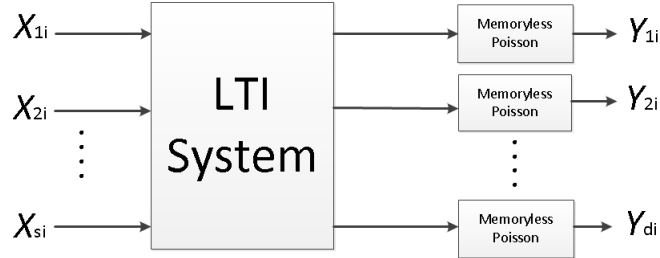 X1i
X2i
Xsi
LTI
System
Memoryless
Poisson
Memoryless
Poisson
Memoryless
Poisson
Y1i
Y2i
Ydi